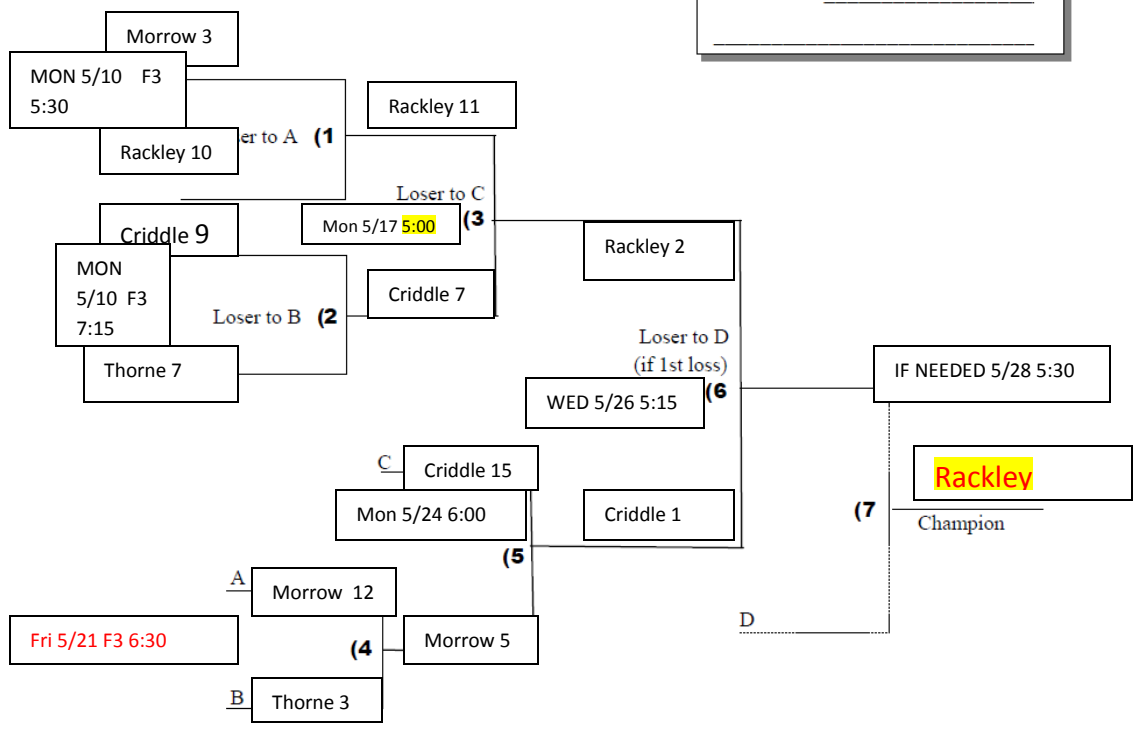 Morrow 3
MON 5/10 F3
5:30
Rackley 11
er to A (1
Rackley 10
Loser to C
Criddle 9
Mon 5/17 5:00 (3
Rackley 2
MON
5/10 F3
7:15
Criddle 7
Loser to B (2
Loser to D
(if 1st loss)
Thorne 7
IF NEEDED 5/28 5:30
WED 5/26 5:15 (6
C Criddle 15
Rackley
Mon 5/24 6:00
Criddle 1
(7
Champion
(5
A Morrow 12
D
Fri 5/21 F3 6:30
(4
Morrow 5
B Thorne 3